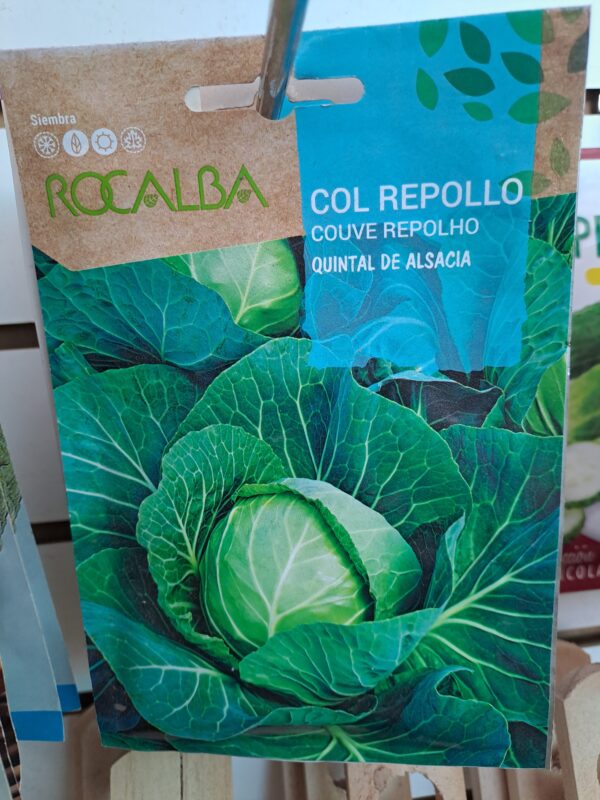 Siembra
ROCALBA
COL REPOLLO
COUVE REPOLHO
QUINTAL DE ALSACIA